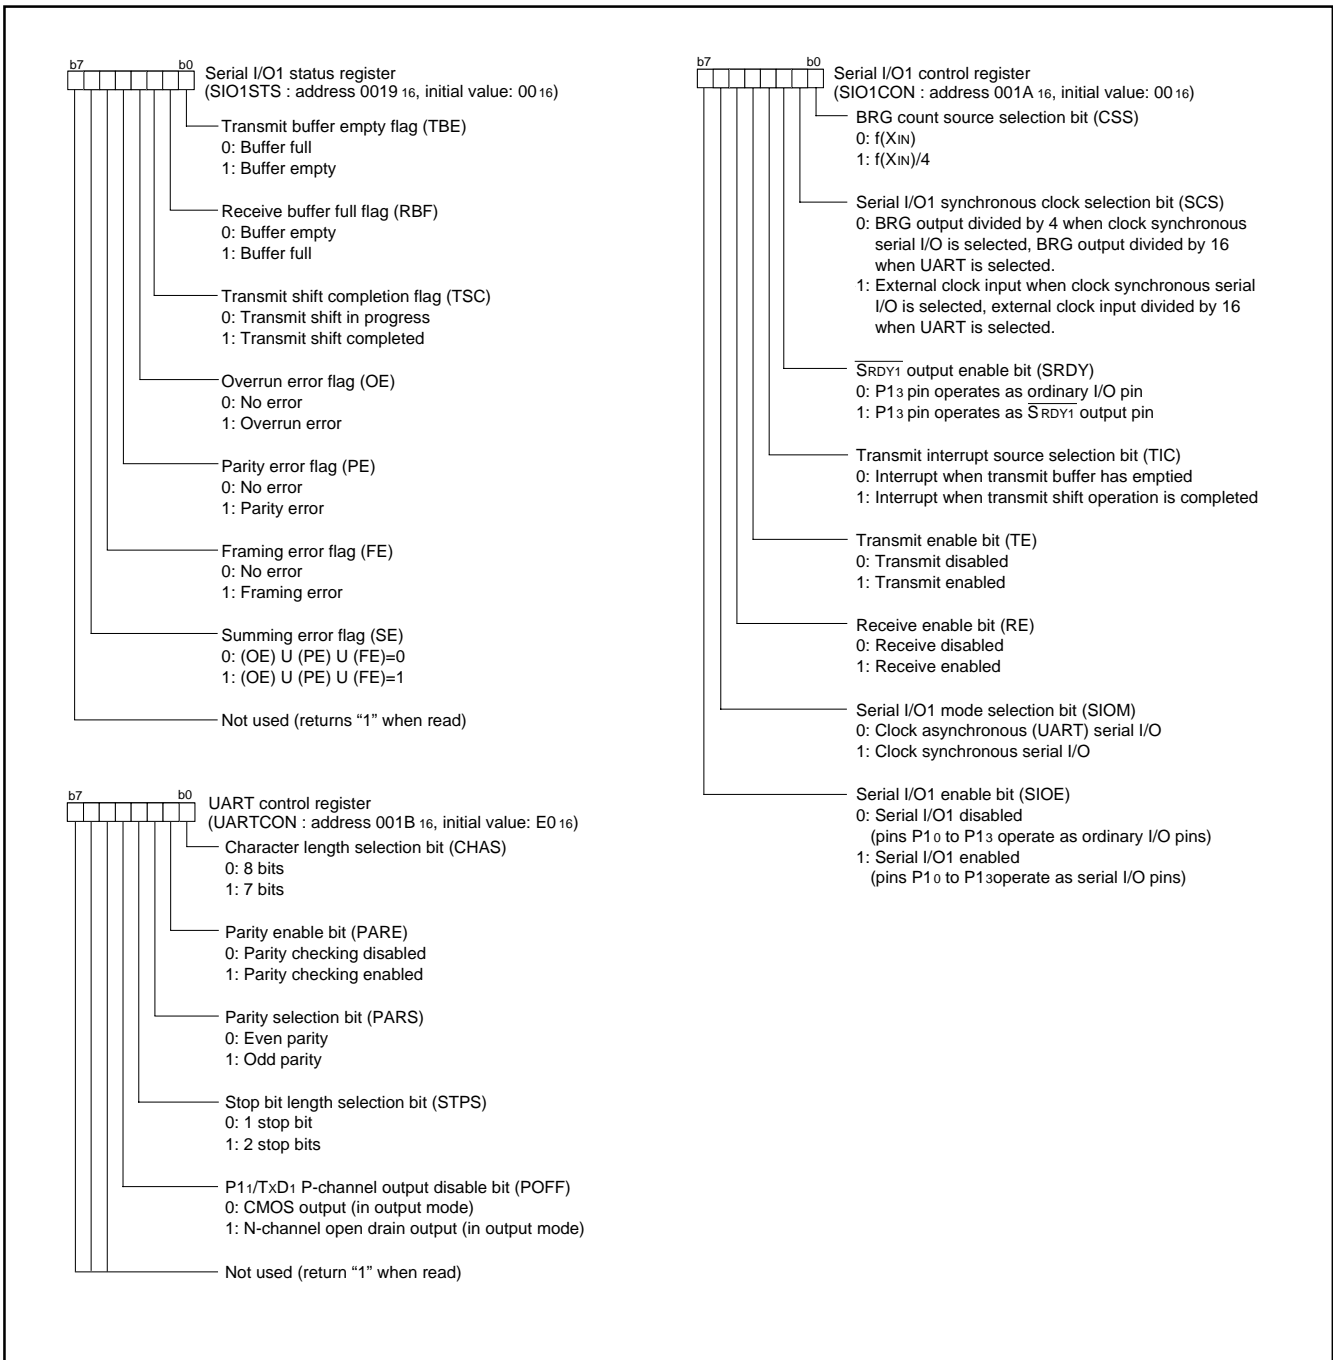 b7 b0 Serial I/O1 status register
(SIO1STS : address 0019 16, initial value: 00 16)
Transmit buffer empty flag (TBE)
0: Buffer full
1: Buffer empty
Receive buffer full flag (RBF)
0: Buffer empty
1: Buffer full
Transmit shift completion flag (TSC)
0: Transmit shift in progress
1: Transmit shift completed
Overrun error flag (OE)
0: No error
1: Overrun error
Parity error flag (PE)
0: No error
1: Parity error
Framing error flag (FE)
0: No error
1: Framing error
Summing error flag (SE)
0: (OE) U (PE) U (FE)=0
1: (OE) U (PE) U (FE)=1
Not used (returns “1” when read)
b7 b0 UART control register
(UARTCON : address 001B 16, initial value: E0 16)
Character length selection bit (CHAS)
0: 8 bits
1: 7 bits
Parity enable bit (PARE)
0: Parity checking disabled
1: Parity checking enabled
Parity selection bit (PARS)
0: Even parity
1: Odd parity
Stop bit length selection bit (STPS)
0: 1 stop bit
1: 2 stop bits
P11/TxD1 P-channel output disable bit (POFF)
0: CMOS output (in output mode)
1: N-channel open drain output (in output mode)
Not used (return “1” when read)
b7 b0 Serial I/O1 control register
(SIO1CON : address 001A 16, initial value: 00 16)
BRG count source selection bit (CSS)
0: f(XIN)
1: f(XIN)/4
Serial I/O1 synchronous clock selection bit (SCS)
0: BRG output divided by 4 when clock synchronous
serial I/O is selected, BRG output divided by 16
when UART is selected.
1: External clock input when clock synchronous serial
I/O is selected, external clock input divided by 16
when UART is selected.
SRDY1 output enable bit (SRDY)
0: P13 pin operates as ordinary I/O pin
1: P13 pin operates as SRDY1 output pin
Transmit interrupt source selection bit (TIC)
0: Interrupt when transmit buffer has emptied
1: Interrupt when transmit shift operation is completed
Transmit enable bit (TE)
0: Transmit disabled
1: Transmit enabled
Receive enable bit (RE)
0: Receive disabled
1: Receive enabled
Serial I/O1 mode selection bit (SIOM)
0: Clock asynchronous (UART) serial I/O
1: Clock synchronous serial I/O
Serial I/O1 enable bit (SIOE)
0: Serial I/O1 disabled
(pins P10 to P13 operate as ordinary I/O pins)
1: Serial I/O1 enabled
(pins P10 to P13operate as serial I/O pins)